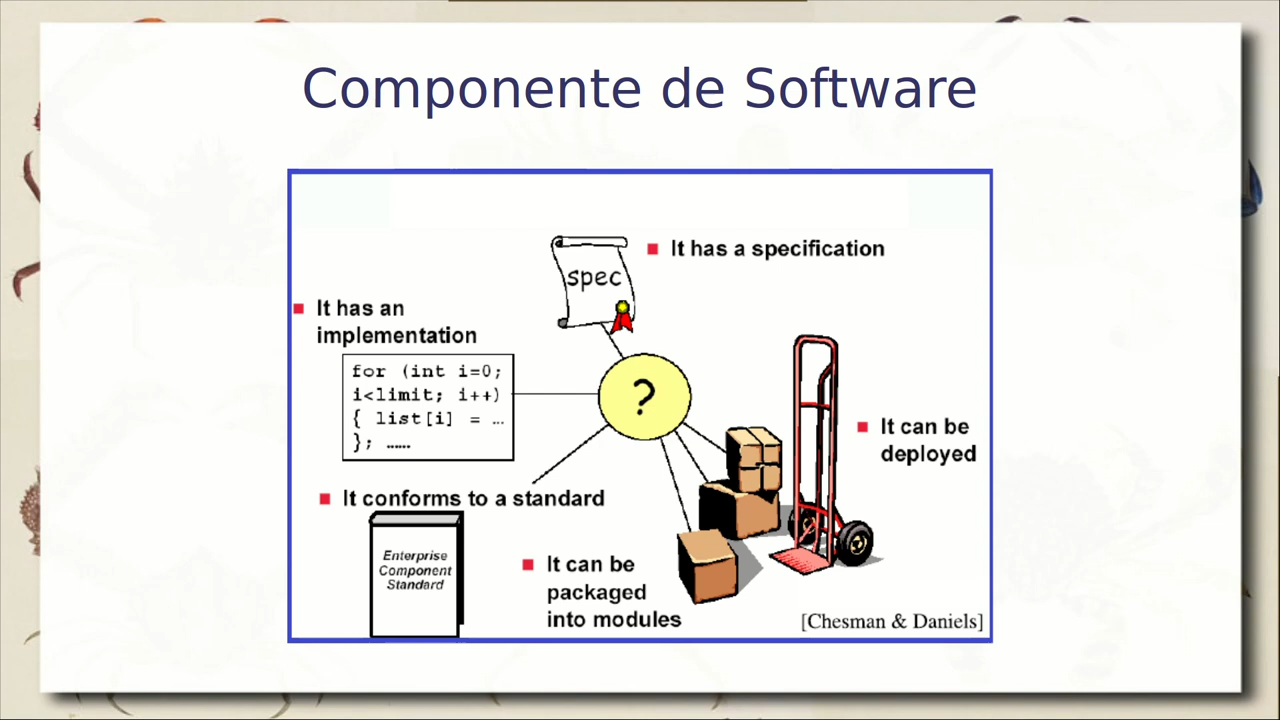 Componente de Software
It has a specification
spec
It has an
implementation
for (int i=0;
i<limit; i++)
{ list[i] = …
}; ……
?
It can be
deployed
It conforms to a standard
Enterprise
Component
Standard
It can be
packaged
into modules
[Chesman & Daniels]